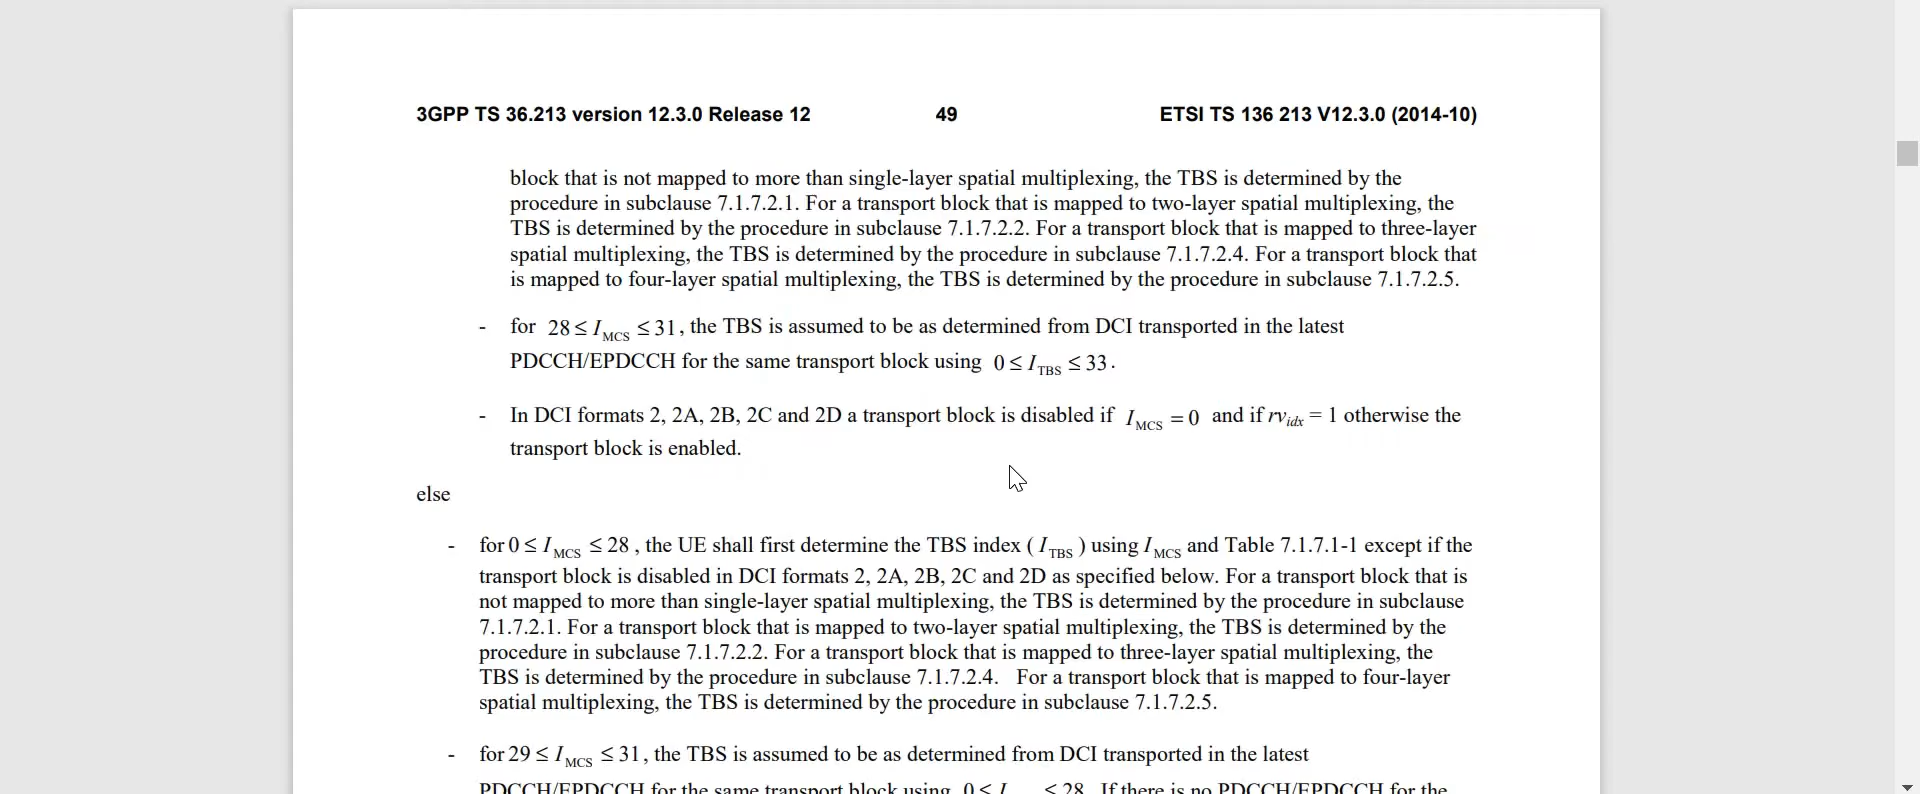 3GPP TS 36.213 version 12.3.0 Release 12 49 ETSI TS 136 213 V12.3.0 (2014-10)
block that is not mapped to more than single-layer spatial multiplexing, the TBS is determined by the
procedure in subclause 7.1.7.2.1. For a transport block that is mapped to two-layer spatial multiplexing, the
TBS is determined by the procedure in subclause 7.1.7.2.2. For a transport block that is mapped to three-layer
spatial multiplexing, the TBS is determined by the procedure in subclause 7.1.7.2.4. For a transport block that
is mapped to four-layer spatial multiplexing, the TBS is determined by the procedure in subclause 7.1.7.2.5.
- for 28 ≤ I_MCS ≤ 31, the TBS is assumed to be as determined from DCI transported in the latest
PDCCH/EPDCCH for the same transport block using 0 ≤ I_TBS ≤ 33.
- In DCI formats 2, 2A, 2B, 2C and 2D a transport block is disabled if I_MCS = 0 and if rv_idx = 1 otherwise the
transport block is enabled.
else
- for 0 ≤ I_MCS ≤ 28, the UE shall first determine the TBS index (I_TBS) using I_MCS and Table 7.1.7.1-1 except if the
transport block is disabled in DCI formats 2, 2A, 2B, 2C and 2D as specified below. For a transport block that is
not mapped to more than single-layer spatial multiplexing, the TBS is determined by the procedure in subclause
7.1.7.2.1. For a transport block that is mapped to two-layer spatial multiplexing, the TBS is determined by the
procedure in subclause 7.1.7.2.2. For a transport block that is mapped to three-layer spatial multiplexing, the
TBS is determined by the procedure in subclause 7.1.7.2.4. For a transport block that is mapped to four-layer
spatial multiplexing, the TBS is determined by the procedure in subclause 7.1.7.2.5.
- for 29 ≤ I_MCS ≤ 31, the TBS is assumed to be as determined from DCI transported in the latest
PDCCH/EPDCCH for the same transport block using 0 ≤ I ≤ 28. If there is no PDCCH/EPDCCH for the